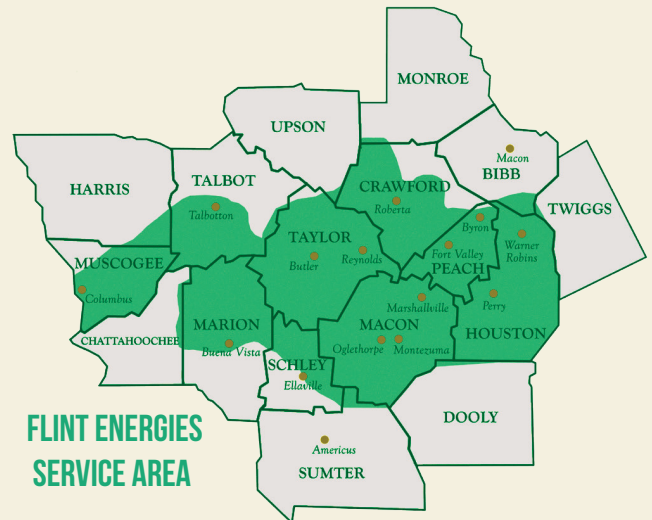 MONROE
UPSON
Macon
BIBB
TALBOT
HARRIS
CRAWFORD
Roberta
Talbotton
TWIGGS
Byron
TAYLOR
Warner
Robins
Butler
Reynolds
Fort Valley
PEACH
MUSCOGEE
Columbus
Marshallville
Perry
MARION
MACON
HOUSTON
CHATTAHOOCHEE
Buena Vista
Oglethorpe
Montezuma
SCHLEY
Ellaville
DOOLY
FLINT ENERGIES
SERVICE AREA
Americus
SUMTER